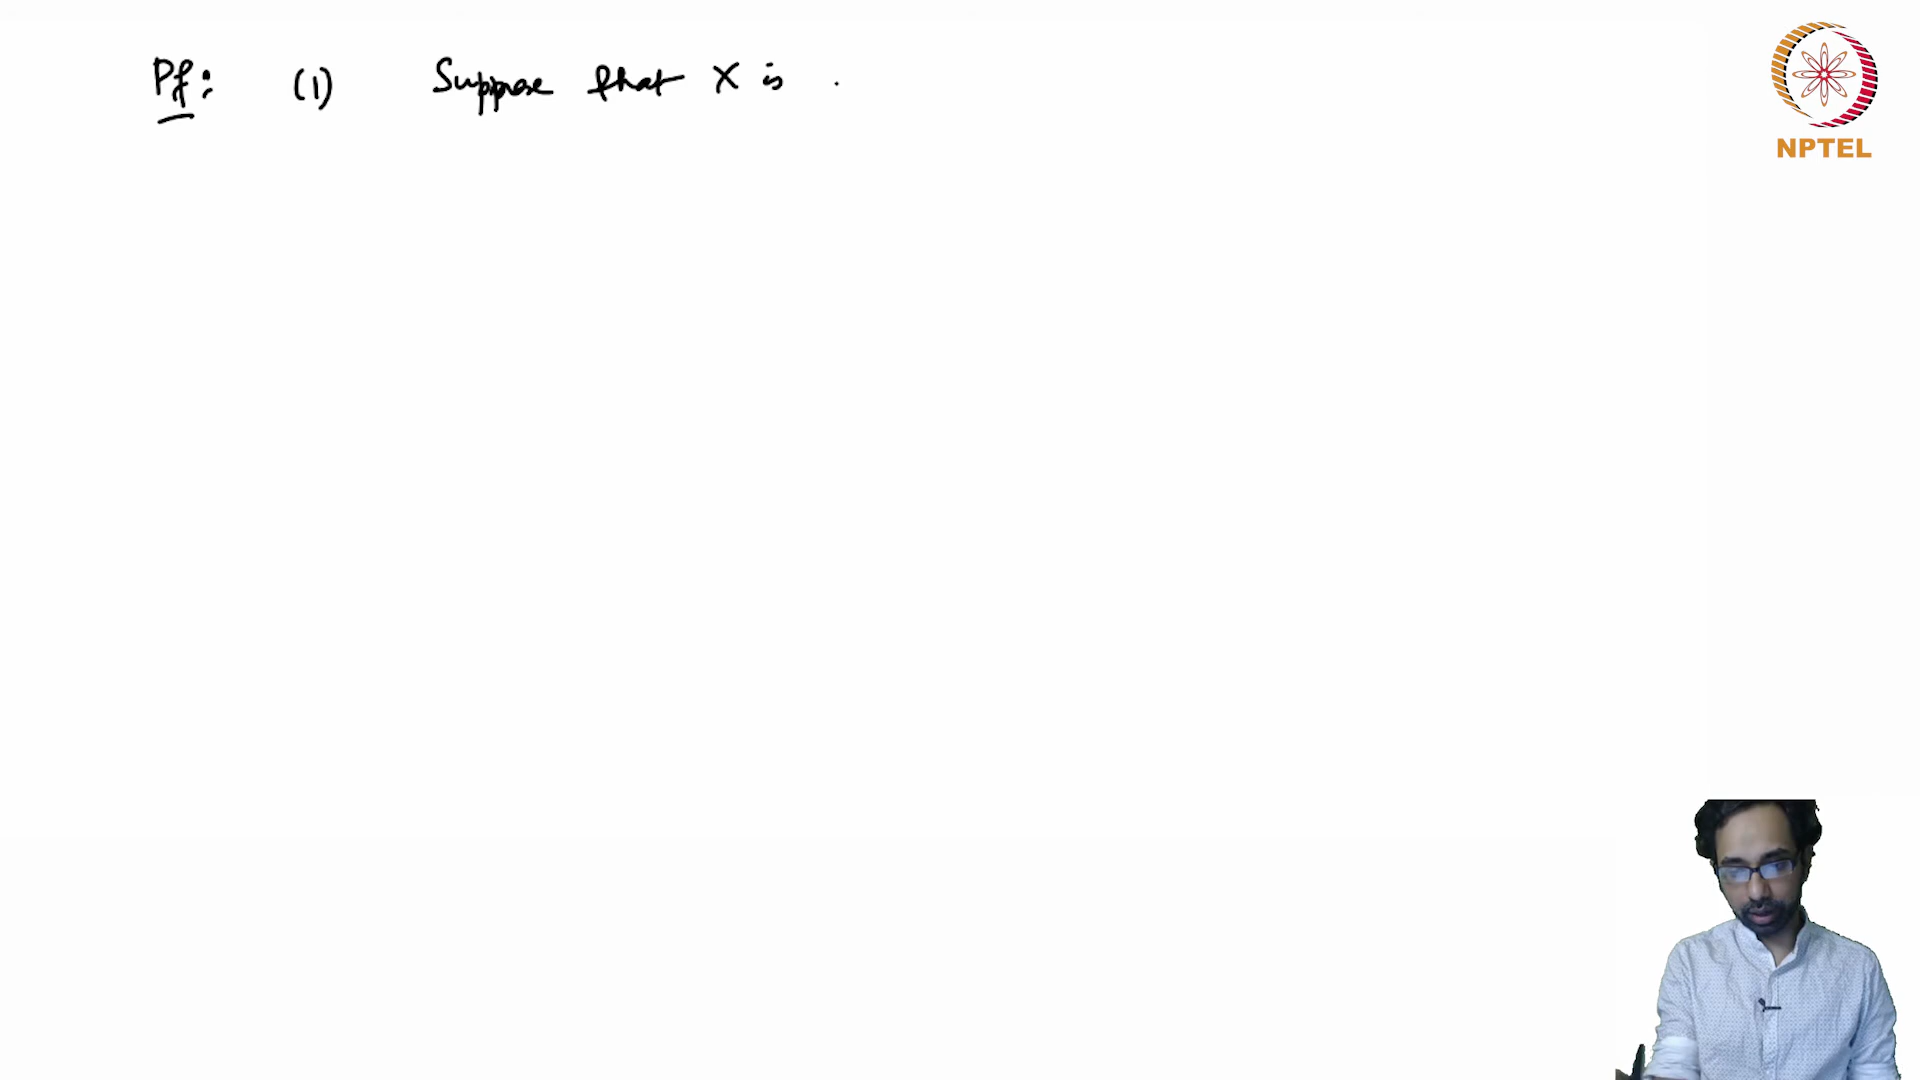 Pf: (1) Suppose that X is .
NPTEL